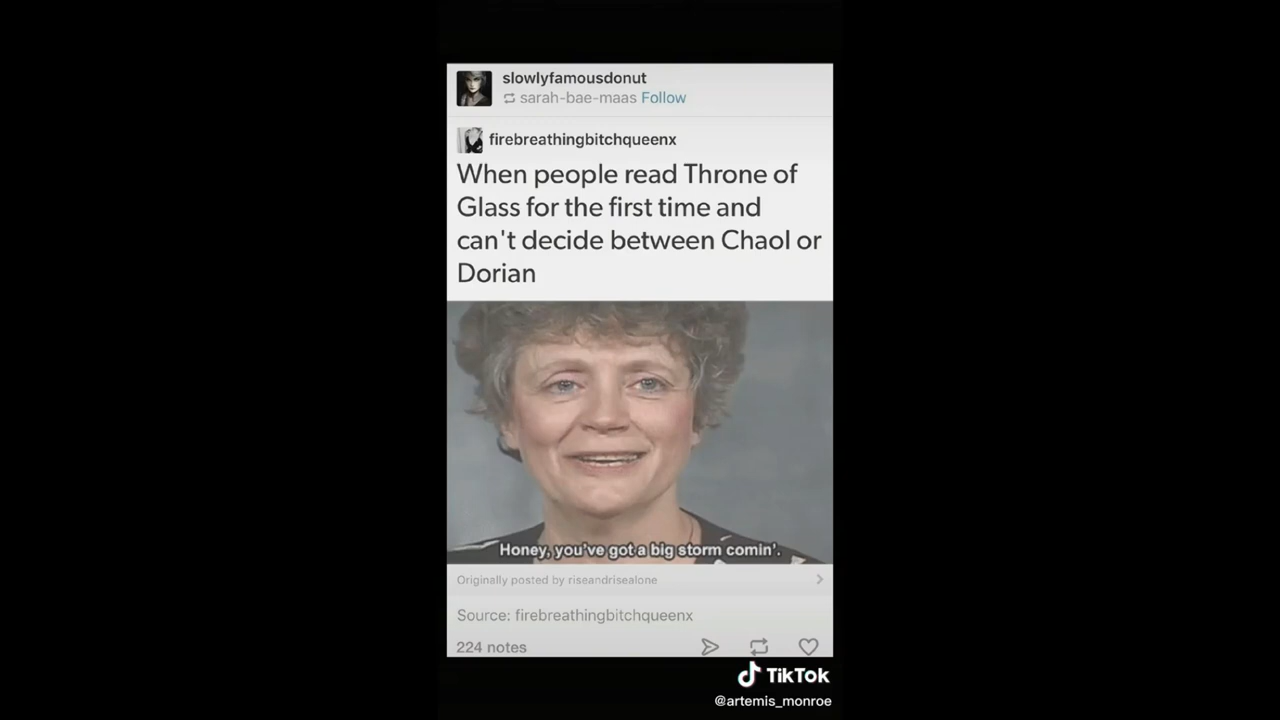 slowlyfamousdonut
sarah-bae-maas Follow
firebreathingbitchqueenx
When people read Throne of
Glass for the first time and
can't decide between Chaol or
Dorian
Honey, you've got a big storm comin'.
Originally posted by riseandrisealone
Source: firebreathingbitchqueenx
224 notes
TikTok
@artemis_monroe